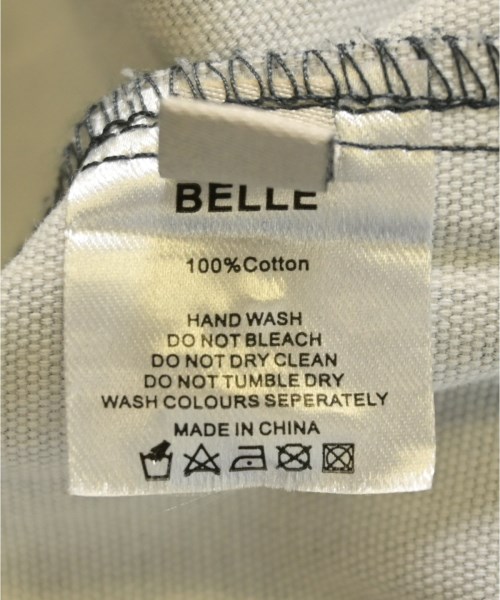 BELLE
100%Cotton
HAND WASH
DO NOT BLEACH
DO NOT DRY CLEAN
DO NOT TUMBLE DRY
WASH COLOURS SEPERATELY
MADE IN CHINA